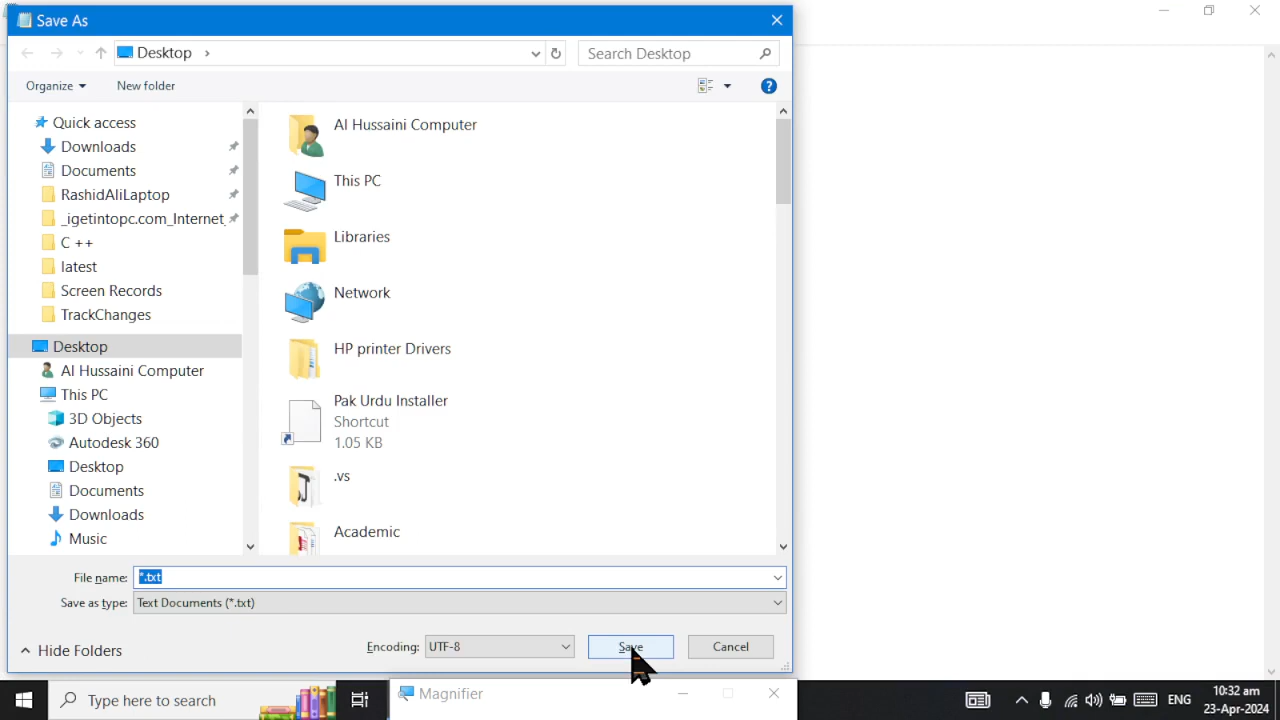 Save As
Desktop
Search Desktop
Organize
New folder
Quick access
Downloads
Documents
RashidAliLaptop
_igetintopc.com_Internet_
C ++
latest
Screen Records
TrackChanges
Desktop
Al Hussaini Computer
This PC
3D Objects
Autodesk 360
Desktop
Documents
Downloads
Music
Al Hussaini Computer
This PC
Libraries
Network
HP printer Drivers
Pak Urdu Installer
Shortcut
1.05 KB
.vs
Academic
File name: *.txt
Save as type: Text Documents (*.txt)
Hide Folders
Encoding: UTF-8
Save
Cancel
Type here to search
Magnifier
ENG
10:32 am
23-Apr-2024